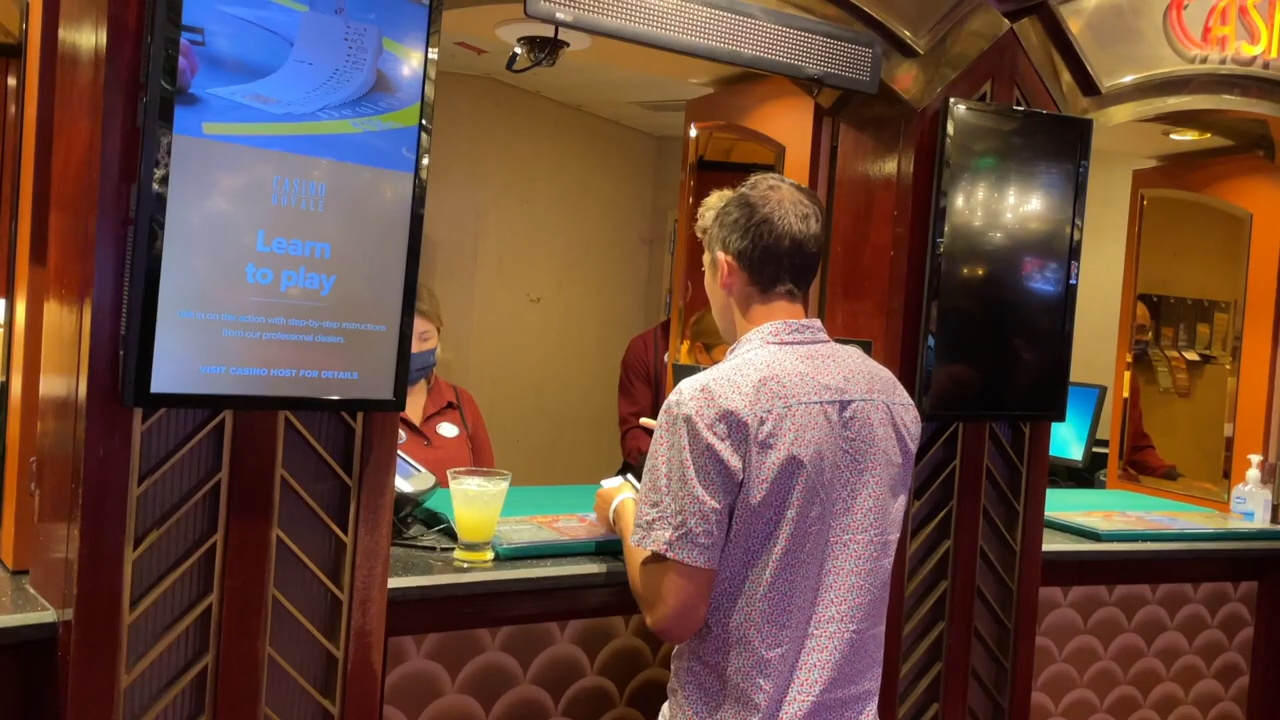 CASINO
ROYALE
Learn
to play
in on the action with step-by-step instructions
from our professional dealers.
VISIT CASINO HOST FOR DETAILS
CASI